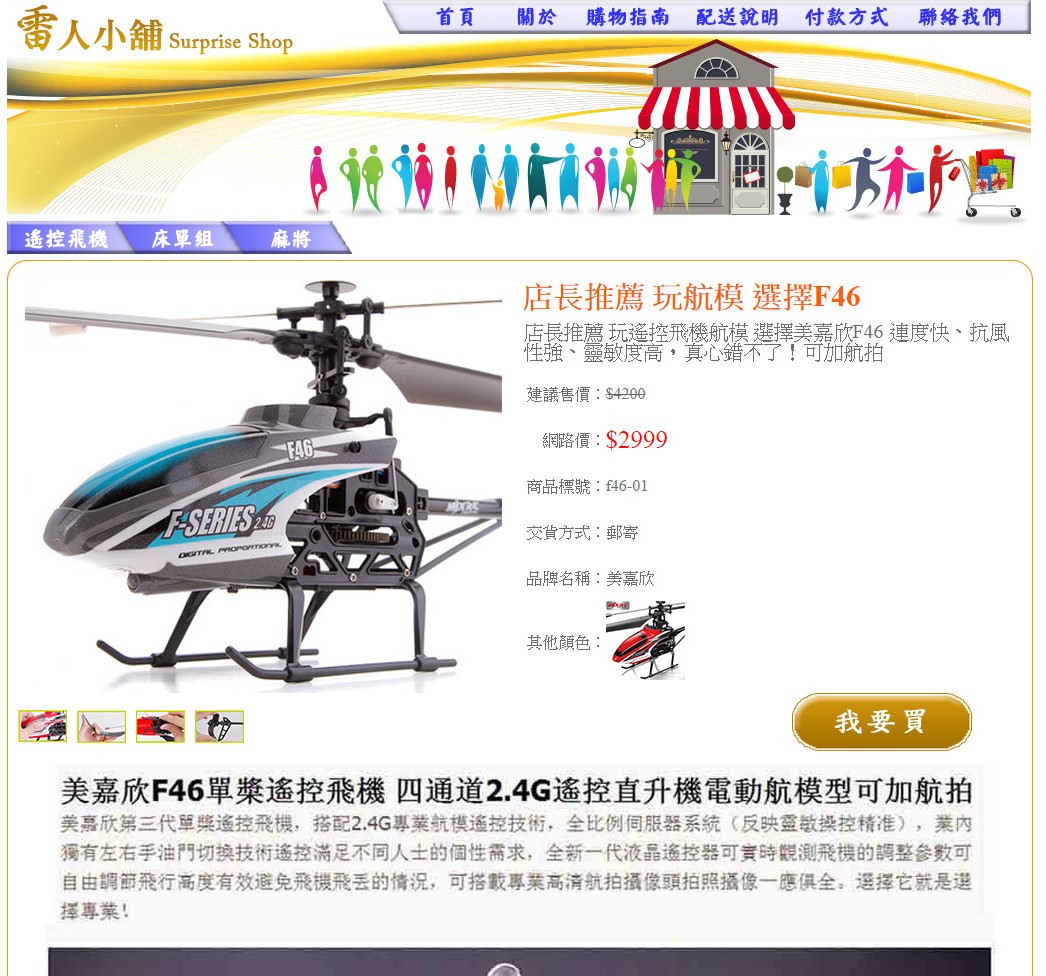 雷人小舖 Surprise Shop
首頁 關於 購物指南 配送說明 付款方式 聯絡我們
遙控飛機 床單組 麻將
店長推薦 玩航模 選擇F46
店長推薦 玩遙控飛機航模 選擇美嘉欣F46 連度快、抗風
性強、靈敏度高，真心錯不了！可加航拍
建議售價：$4200
網路價：$2999
商品標號：f46-01
交貨方式：郵寄
品牌名稱：美嘉欣
其他顏色：
F46
F-SERIES 2.4G
DIGITAL PROPORTIONAL
我要買
美嘉欣F46單槳遙控飛機 四通道2.4G遙控直升機電動航模型可加航拍
美嘉欣第三代單槳遙控飛機，搭配2.4G專業航模遙控技術，全比例伺服器系統（反映靈敏操控精准），業內
獨有左右手油門切換技術遙控滿足不同人士的個性需求，全新一代液晶遙控器可實時觀測飛機的調整參數可
自由調節飛行高度有效避免飛機飛丟的情況，可搭載專業高清航拍攝像頭拍照攝像一應俱全。選擇它就是選
擇專業！